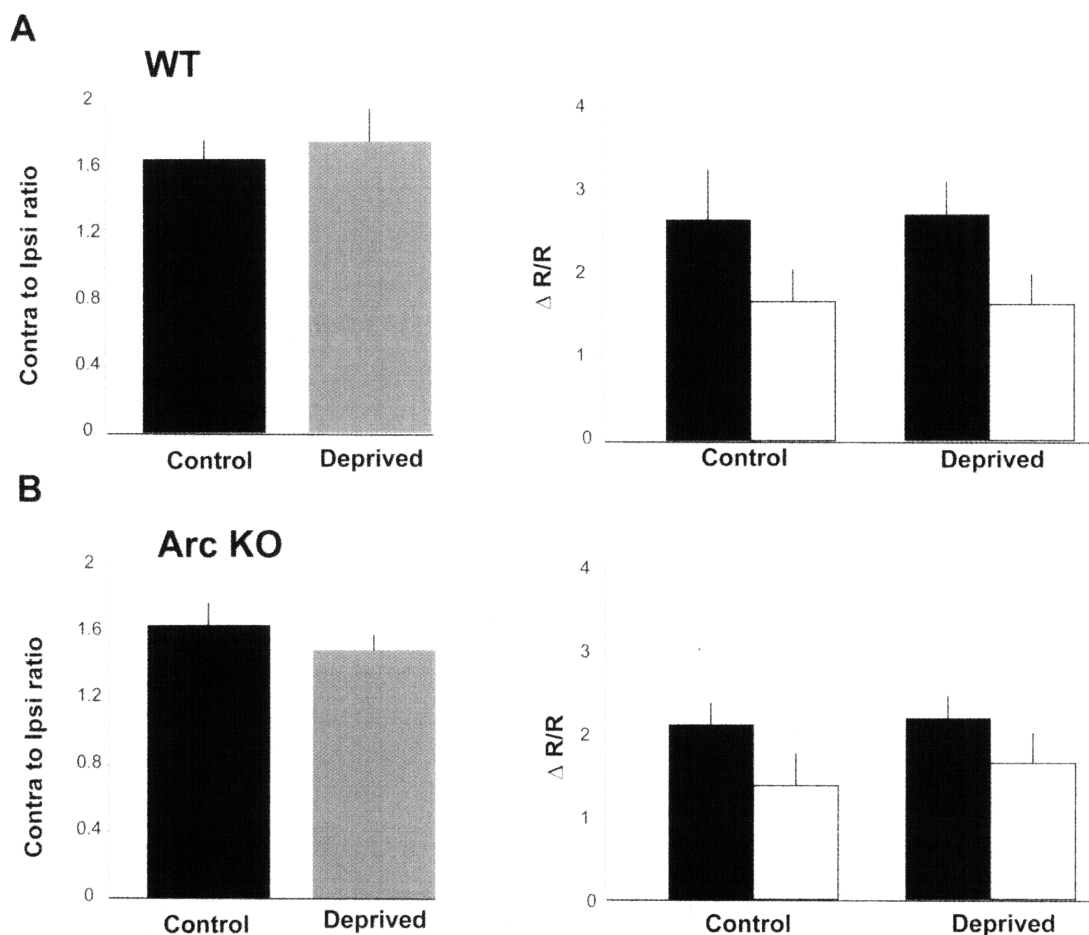 A
WT
Contra to Ipsi ratio
2
1.6
1.2
0.8
0.4
0
Control
Deprived
Δ R/R
4
3
2
1
0
Control
Deprived
B
Arc KO
Contra to Ipsi ratio
2
1.6
1.2
0.8
0.4
0
Control
Deprived
Δ R/R
4
3
2
1
0
Control
Deprived